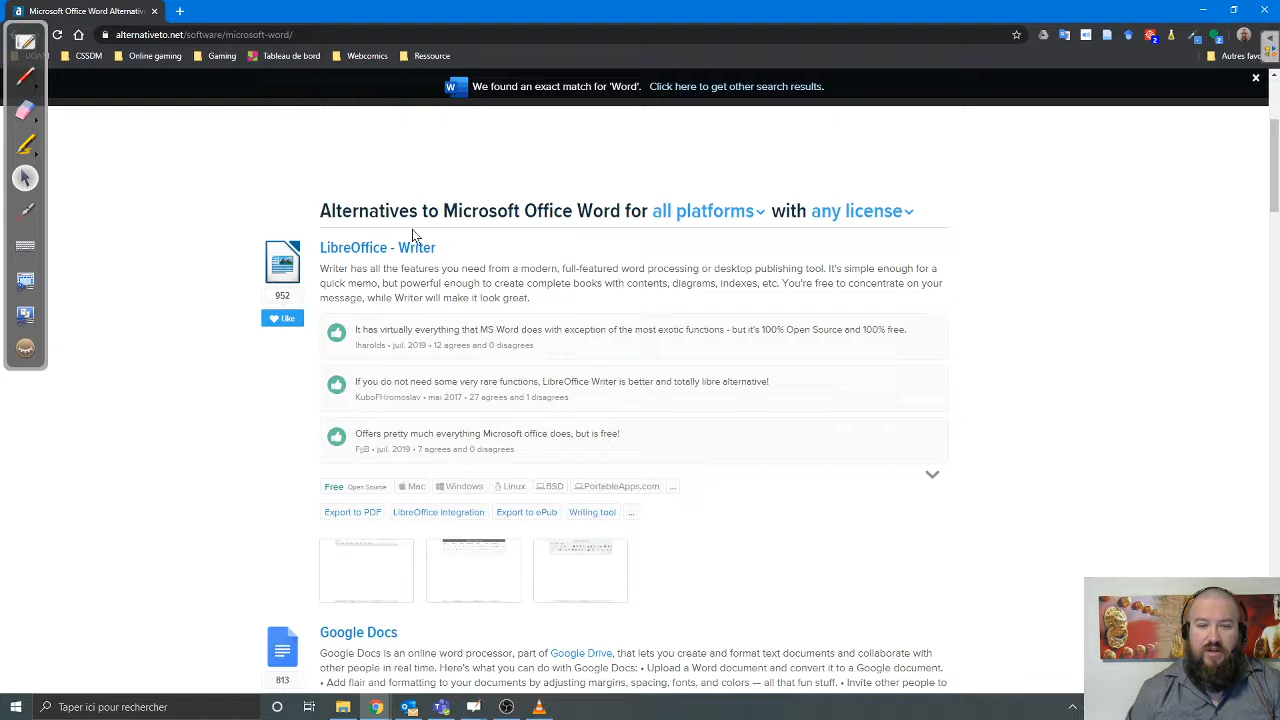 Microsoft Office Word Alternativ
alternativeto.net/software/microsoft-word/
UQAM
CSSDM
Online gaming
Gaming
Tableau de bord
Webcomics
Ressource
Autres favo
We found an exact match for 'Word'. Click here to get other search results.
Alternatives to Microsoft Office Word for all platforms with any license
LibreOffice - Writer
Writer has all the features you need from a modern, full-featured word processing or desktop publishing tool. It's simple enough for a
quick memo, but powerful enough to create complete books with contents, diagrams, indexes, etc. You're free to concentrate on your
message, while Writer will make it look great.
952
Like
It has virtually everything that MS Word does with exception of the most exotic functions - but it's 100% Open Source and 100% free.
lharolds • juil. 2019 • 12 agrees and 0 disagrees
If you do not need some very rare functions, LibreOffice Writer is better and totally libre alternative!
KuboFHromoslav • mai 2017 • 27 agrees and 1 disagrees
Offers pretty much everything Microsoft office does, but is free!
FjjB • juil. 2019 • 7 agrees and 0 disagrees
Free Open Source Mac Windows Linux BSD PortableApps.com ...
Export to PDF LibreOffice Integration Export to ePub Writing tool ...
Google Docs
Google Docs is an online word processor, part of Google Drive, that lets you create and format text documents and collaborate with
other people in real time. Here's what you can do with Google Docs: • Upload a Word document and convert it to a Google document.
• Add flair and formatting to your documents by adjusting margins, spacing, fonts, and colors — all that fun stuff. • Invite other people to
813
Taper ici pour rechercher